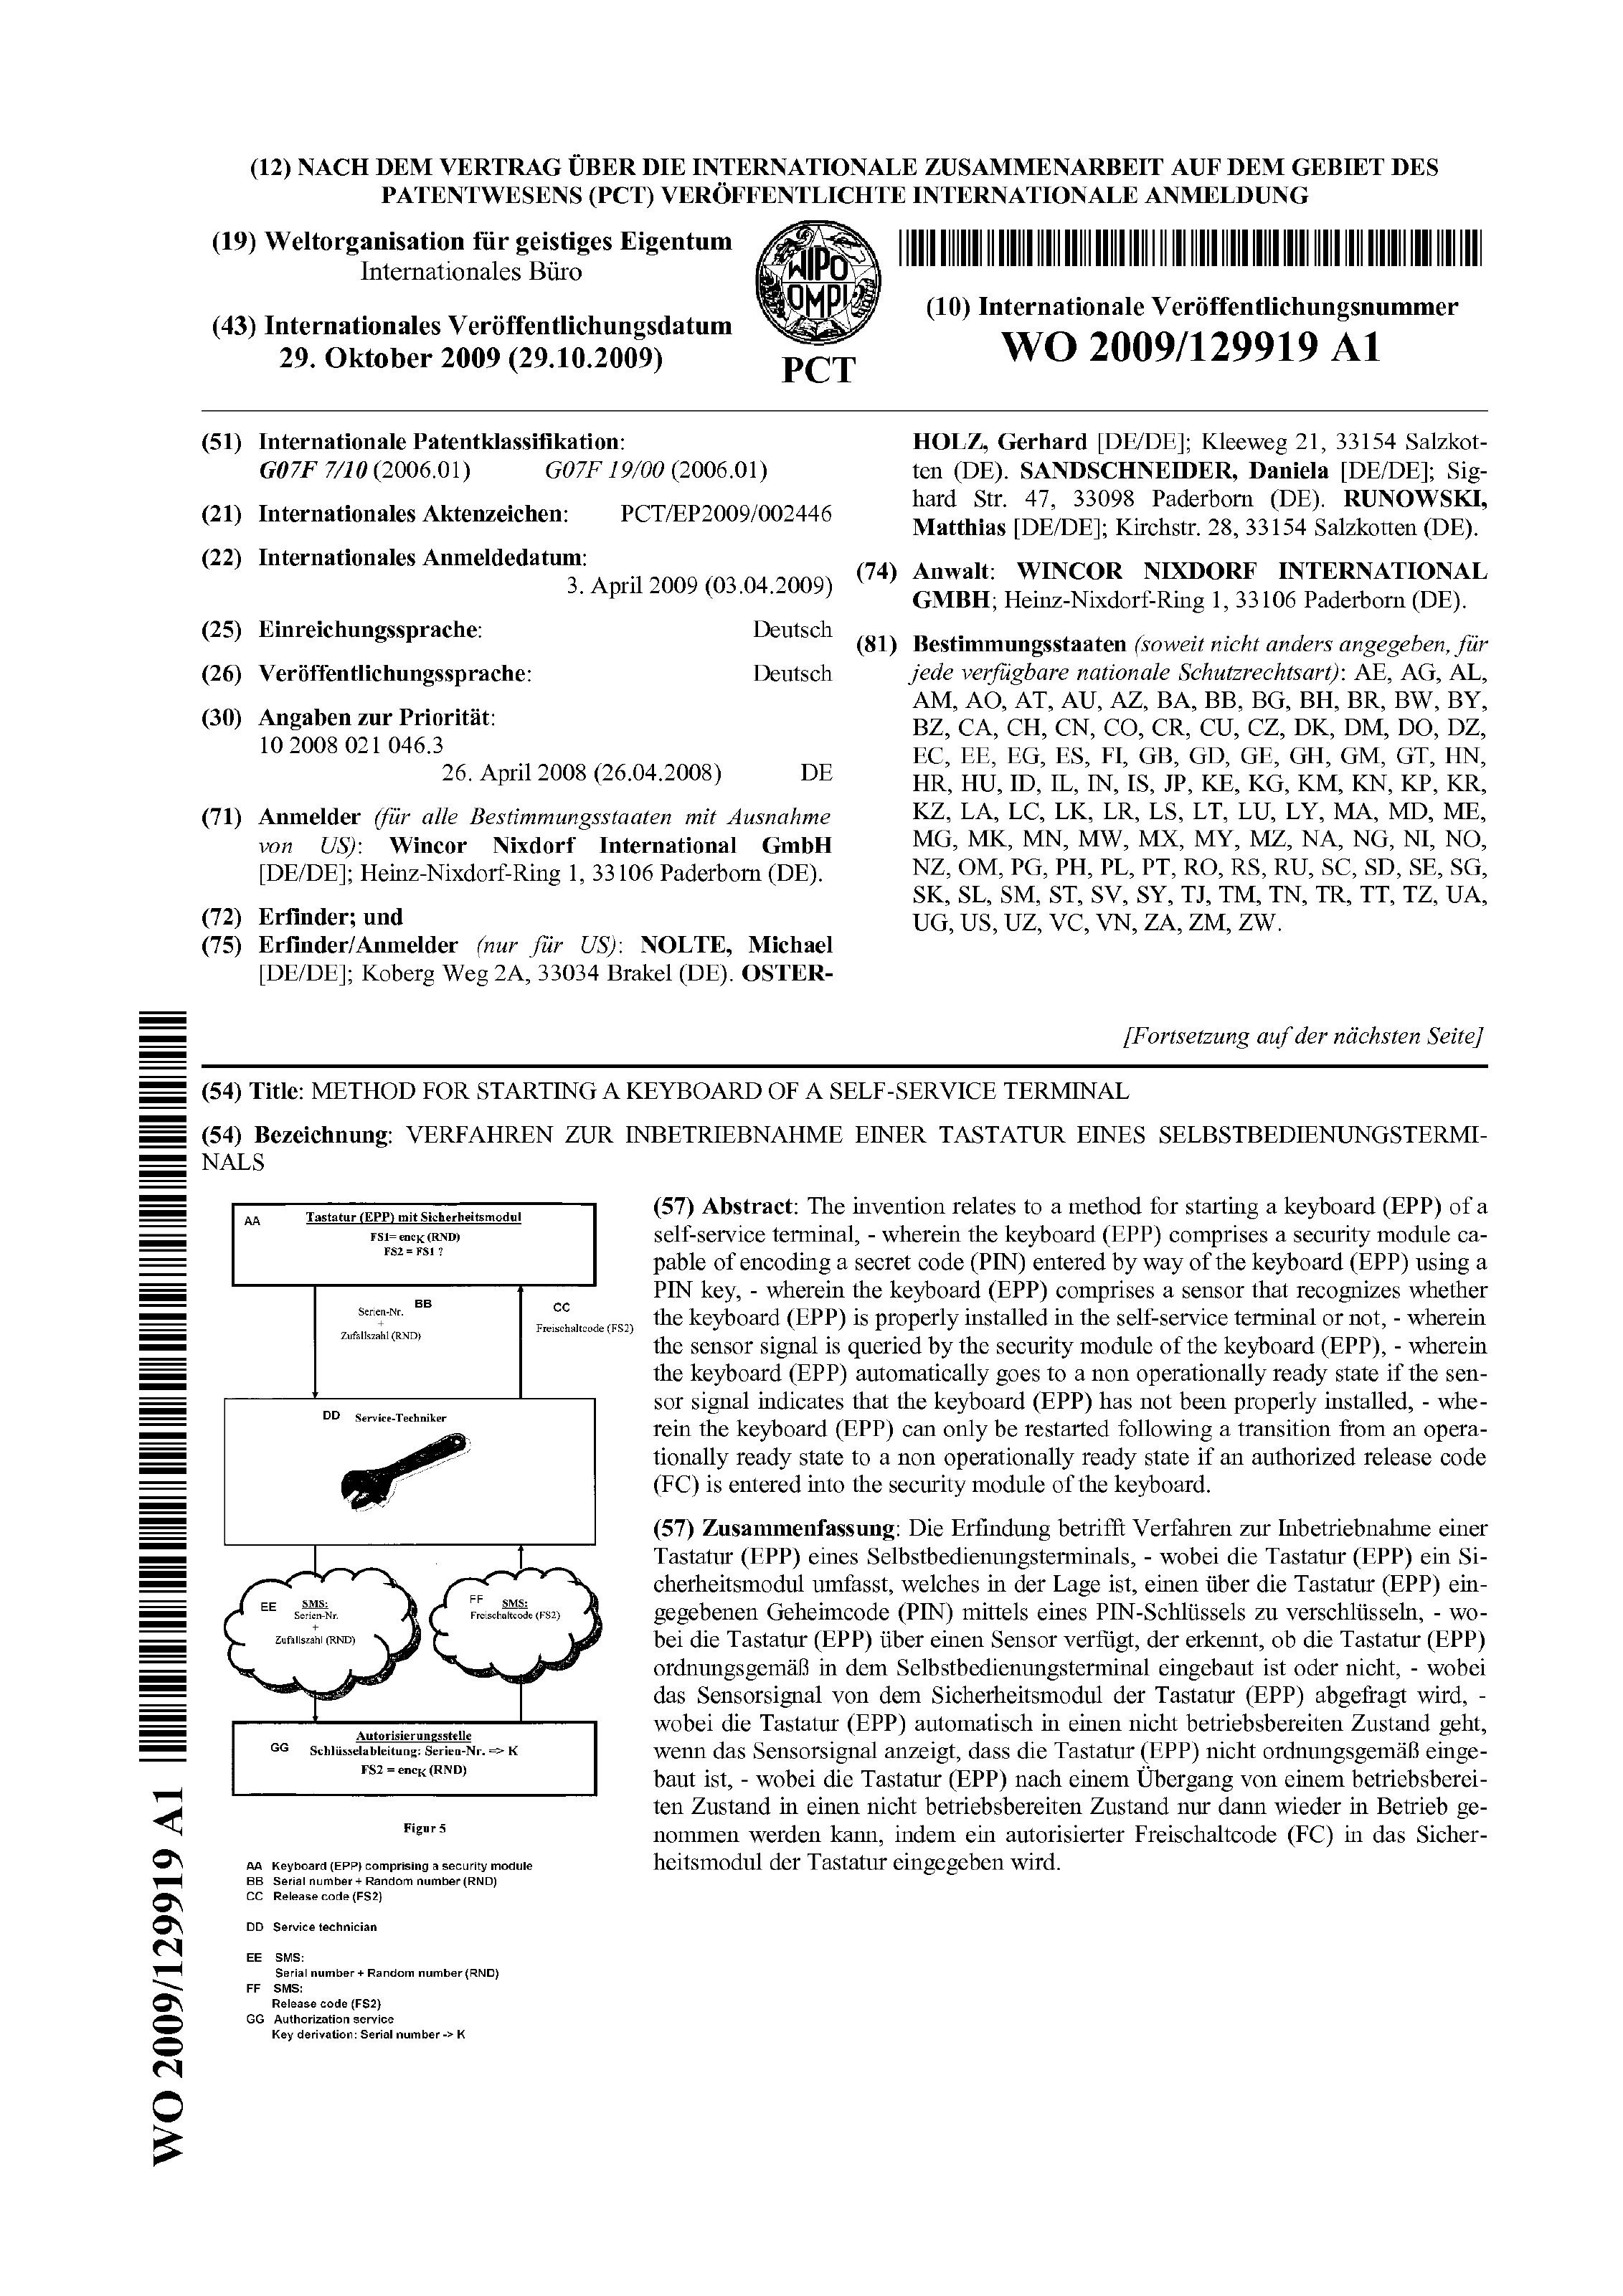 (12) NACH DEM VERTRAG ÜBER DIE INTERNATIONALE ZUSAMMENARBEIT AUF DEM GEBIET DES
PATENTWESENS (PCT) VERÖFFENTLICHTE INTERNATIONALE ANMELDUNG
(19) Weltorganisation für geistiges Eigentum
Internationales Büro
(43) Internationales Veröffentlichungsdatum
29. Oktober 2009 (29.10.2009)
WIPO
OMPI
PCT
(10) Internationale Veröffentlichungsnummer
WO 2009/129919 A1
(51) Internationale Patentklassifikation:
G07F 7/10 (2006.01) G07F 19/00 (2006.01)
(21) Internationales Aktenzeichen: PCT/EP2009/002446
(22) Internationales Anmeldedatum:
3. April 2009 (03.04.2009)
(25) Einreichungssprache: Deutsch
(26) Veröffentlichungssprache: Deutsch
(30) Angaben zur Priorität:
10 2008 021 046.3
26. April 2008 (26.04.2008) DE
(71) Anmelder (für alle Bestimmungsstaaten mit Ausnahme
von US): Wincor Nixdorf International GmbH
[DE/DE]; Heinz-Nixdorf-Ring 1, 33106 Paderborn (DE).
(72) Erfinder; und
(75) Erfinder/Anmelder (nur für US): NOLTE, Michael
[DE/DE]; Koberg Weg 2A, 33034 Brakel (DE). OSTER-
HOLZ, Gerhard [DE/DE]; Kleeweg 21, 33154 Salzkot-
ten (DE). SANDSCHNEIDER, Daniela [DE/DE]; Sig-
hard Str. 47, 33098 Paderborn (DE). RUNOWSKI,
Matthias [DE/DE]; Kirchstr. 28, 33154 Salzkotten (DE).
(74) Anwalt: WINCOR NIXDORF INTERNATIONAL
GMBH; Heinz-Nixdorf-Ring 1, 33106 Paderborn (DE).
(81) Bestimmungsstaaten (soweit nicht anders angegeben, für
jede verfügbare nationale Schutzrechtsart): AE, AG, AL,
AM, AO, AT, AU, AZ, BA, BB, BG, BH, BR, BW, BY,
BZ, CA, CH, CN, CO, CR, CU, CZ, DK, DM, DO, DZ,
EC, EE, EG, ES, FI, GB, GD, GE, GH, GM, GT, HN,
HR, HU, ID, IL, IN, IS, JP, KE, KG, KM, KN, KP, KR,
KZ, LA, LC, LK, LR, LS, LT, LU, LY, MA, MD, ME,
MG, MK, MN, MW, MX, MY, MZ, NA, NG, NI, NO,
NZ, OM, PG, PH, PL, PT, RO, RS, RU, SC, SD, SE, SG,
SK, SL, SM, ST, SV, SY, TJ, TM, TN, TR, TT, TZ, UA,
UG, US, UZ, VC, VN, ZA, ZM, ZW.
[Fortsetzung auf der nächsten Seite]
(54) Title: METHOD FOR STARTING A KEYBOARD OF A SELF-SERVICE TERMINAL
(54) Bezeichnung: VERFAHREN ZUR INBETRIEBNAHME EINER TASTATUR EINES SELBSTBEDIENUNGSTERMI-
NALS
AA Tastatur (EPP) mit Sicherheitsmodul
FS1= encK (RND)
FS2 = FS1 ?
Serien-Nr. BB
+
Zufallszahl (RND)
CC
Freischaltcode (FS2)
DD Service-Techniker
EE SMS:
Serien-Nr.
+
Zufallszahl (RND)
FF SMS:
Freischaltcode (FS2)
Autorisierungsstelle
GG Schlüsselableitung: Serien-Nr. => K
FS2 = encK (RND)
Figur 5
AA Keyboard (EPP) comprising a security module
BB Serial number + Random number (RND)
CC Release code (FS2)
DD Service technician
EE SMS:
Serial number + Random number (RND)
FF SMS:
Release code (FS2)
GG Authorization service
Key derivation: Serial number -> K
(57) Abstract: The invention relates to a method for starting a keyboard (EPP) of a
self-service terminal, - wherein the keyboard (EPP) comprises a security module ca-
pable of encoding a secret code (PIN) entered by way of the keyboard (EPP) using a
PIN key, - wherein the keyboard (EPP) comprises a sensor that recognizes whether
the keyboard (EPP) is properly installed in the self-service terminal or not, - wherein
the sensor signal is queried by the security module of the keyboard (EPP), - wherein
the keyboard (EPP) automatically goes to a non operationally ready state if the sen-
sor signal indicates that the keyboard (EPP) has not been properly installed, - whe-
rein the keyboard (EPP) can only be restarted following a transition from an opera-
tionally ready state to a non operationally ready state if an authorized release code
(FC) is entered into the security module of the keyboard.
(57) Zusammenfassung: Die Erfindung betrifft Verfahren zur Inbetriebnahme einer
Tastatur (EPP) eines Selbstbedienungsterminals, - wobei die Tastatur (EPP) ein Si-
cherheitsmodul umfasst, welches in der Lage ist, einen über die Tastatur (EPP) ein-
gegebenen Geheimcode (PIN) mittels eines PIN-Schlüssels zu verschlüsseln, - wo-
bei die Tastatur (EPP) über einen Sensor verfügt, der erkennt, ob die Tastatur (EPP)
ordnungsgemäß in dem Selbstbedienungsterminal eingebaut ist oder nicht, - wobei
das Sensorsignal von dem Sicherheitsmodul der Tastatur (EPP) abgefragt wird, -
wobei die Tastatur (EPP) automatisch in einen nicht betriebsbereiten Zustand geht,
wenn das Sensorsignal anzeigt, dass die Tastatur (EPP) nicht ordnungsgemäß einge-
baut ist, - wobei die Tastatur (EPP) nach einem Übergang von einem betriebsberei-
ten Zustand in einen nicht betriebsbereiten Zustand nur dann wieder in Betrieb ge-
nommen werden kann, indem ein autorisierter Freischaltcode (FC) in das Sicher-
heitsmodul der Tastatur eingegeben wird.
WO 2009/129919 A1